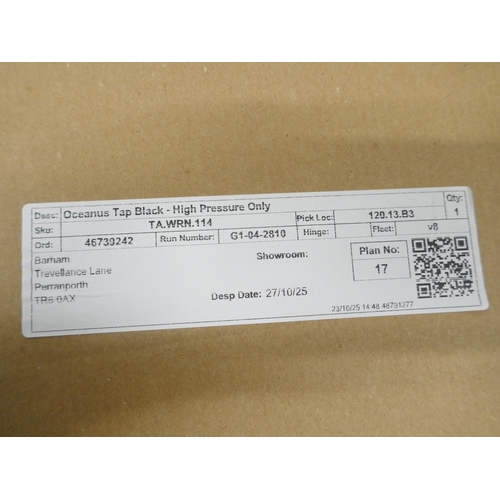 Desc: Oceanus Tap Black - High Pressure Only Qty:
Sku: TA.WRN.114 Pick Loc: 120.13.B3 1
Ord: 46739242 Run Number: G1-04-2810 Hinge: Fleet: v8
Barham Showroom: Plan No:
Trevellance Lane 17
Perranporth
TR6 0AX Desp Date: 27/10/25
23/10/25 14:48 48791277